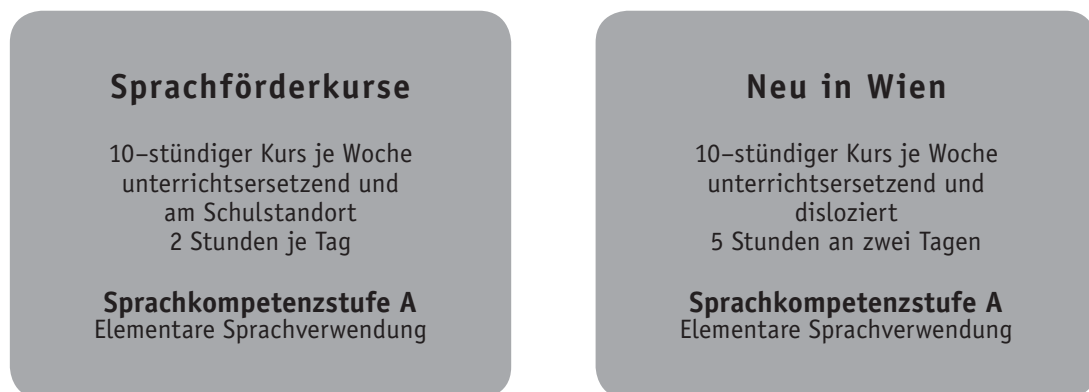 Sprachförderkurse
10–stündiger Kurs je Woche
unterrichtsersetzend und
am Schulstandort
2 Stunden je Tag
Sprachkompetenzstufe A
Elementare Sprachverwendung
Neu in Wien
10–stündiger Kurs je Woche
unterrichtsersetzend und
disloziert
5 Stunden an zwei Tagen
Sprachkompetenzstufe A
Elementare Sprachverwendung